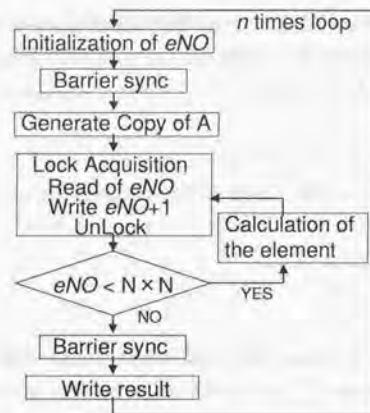 n times loop
Initialization of eNO
Barrier sync
Generate Copy of A
Lock Acquisition
Read of eNO
Write eNO+1
UnLock
Calculation of
the element
eNO < N × N
YES
NO
Barrier sync
Write result